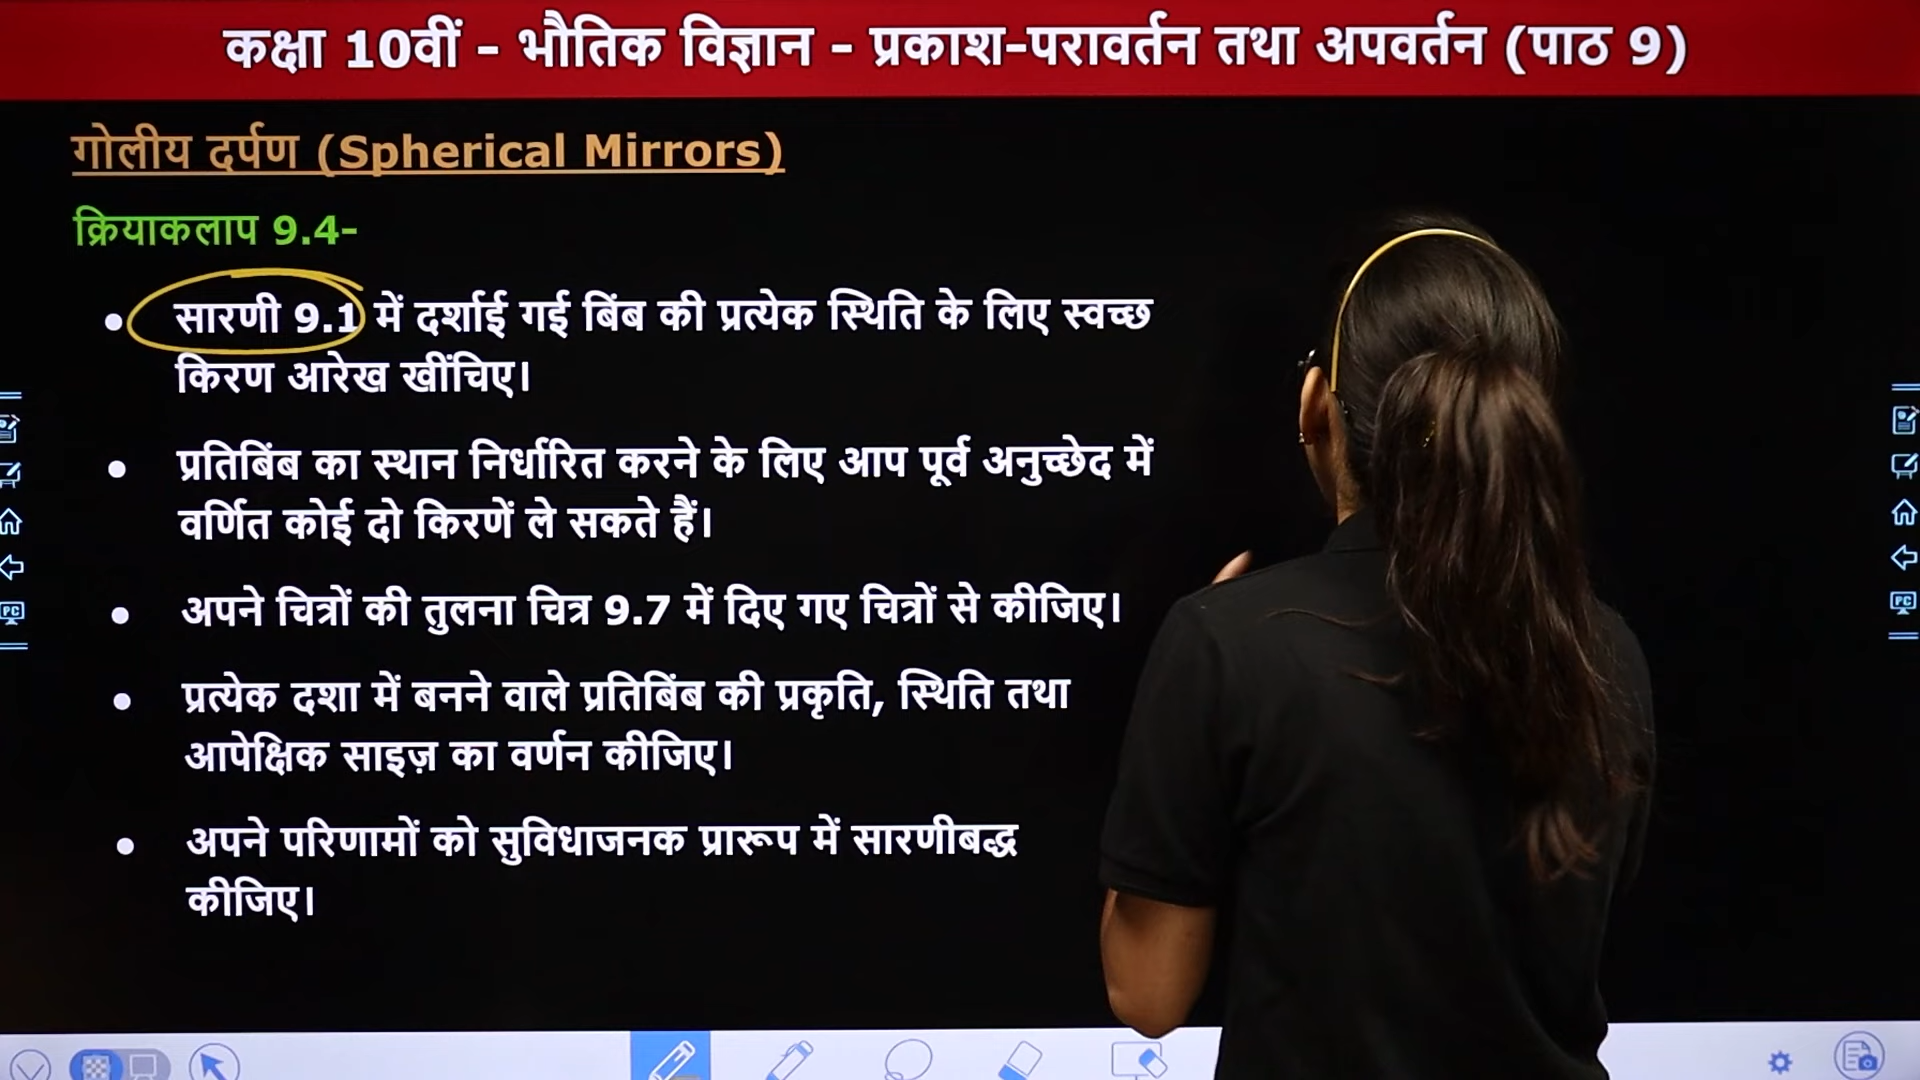 कक्षा 10वीं - भौतिक विज्ञान - प्रकाश-परावर्तन तथा अपवर्तन (पाठ 9)
गोलीय दर्पण (Spherical Mirrors)
क्रियाकलाप 9.4-
• सारणी 9.1 में दर्शाई गई बिंब की प्रत्येक स्थिति के लिए स्वच्छ
किरण आरेख खींचिए।
• प्रतिबिंब का स्थान निर्धारित करने के लिए आप पूर्व अनुच्छेद में
वर्णित कोई दो किरणें ले सकते हैं।
• अपने चित्रों की तुलना चित्र 9.7 में दिए गए चित्रों से कीजिए।
• प्रत्येक दशा में बनने वाले प्रतिबिंब की प्रकृति, स्थिति तथा
आपेक्षिक साइज़ का वर्णन कीजिए।
• अपने परिणामों को सुविधाजनक प्रारूप में सारणीबद्ध
कीजिए।
PC
PC